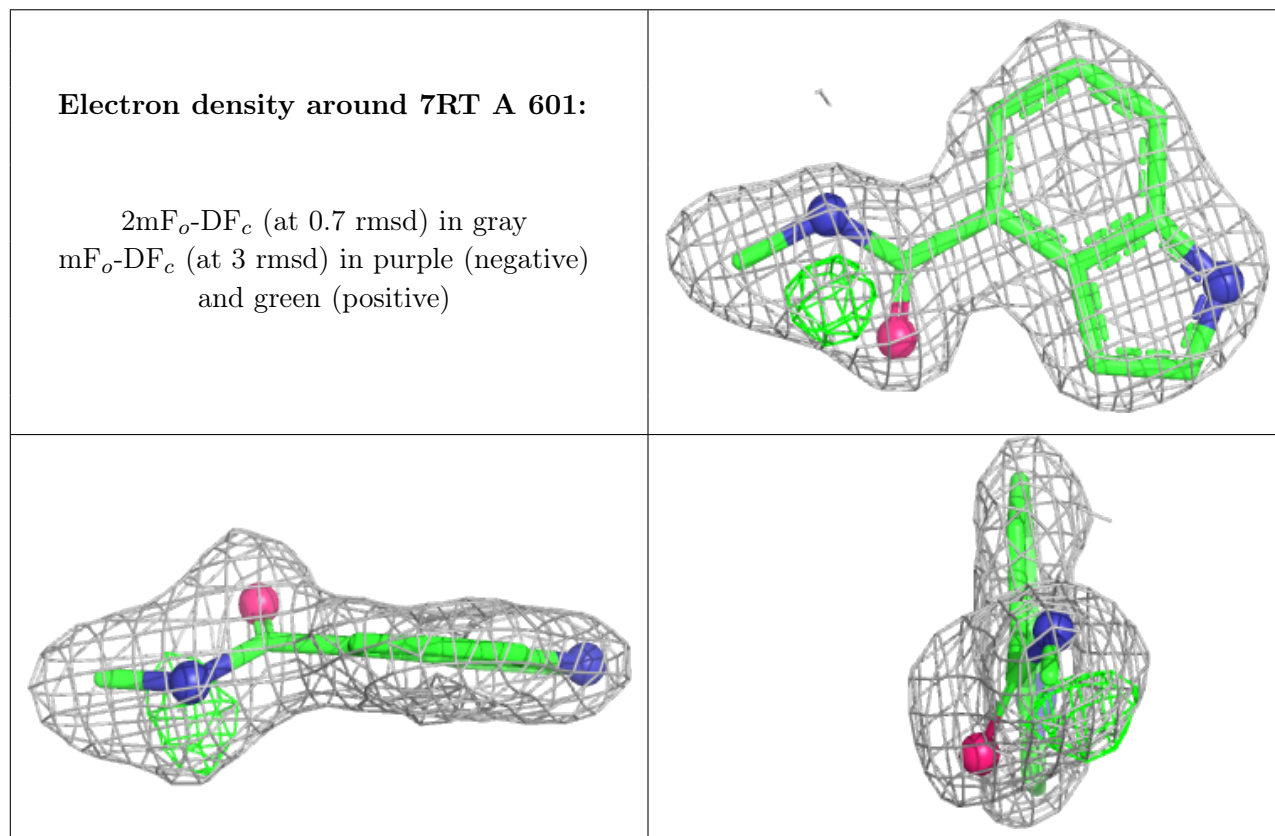 Electron density around 7RT A 601:
2mFₒ-DF𝒸 (at 0.7 rmsd) in gray
mFₒ-DF𝒸 (at 3 rmsd) in purple (negative)
and green (positive)